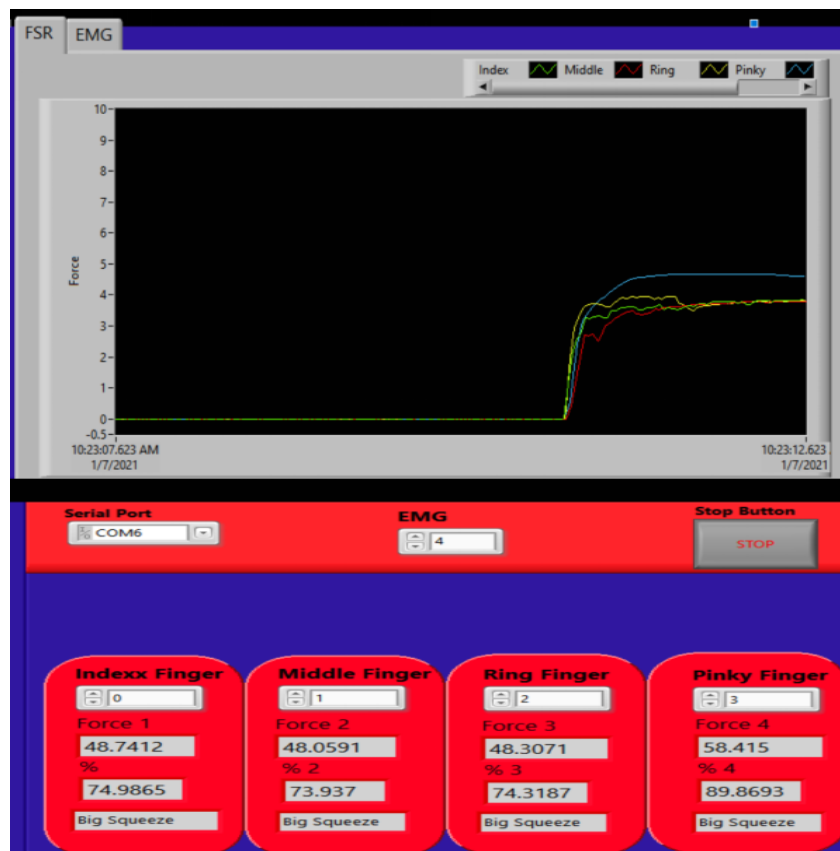 FSR EMG
Index Middle Ring Pinky
10
9
8
7
6
5
4
3
2
1
0
-0.5
Force
10:23:07.623 AM 10:23:12.623
1/7/2021 1/7/2021
Serial Port EMG Stop Button
COM6 4 STOP
Indexx Finger Middle Finger Ring Finger Pinky Finger
0 1 2 3
Force 1 Force 2 Force 3 Force 4
48.7412 48.0591 48.3071 58.415
% % 2 % 3 % 4
74.9865 73.937 74.3187 89.8693
Big Squeeze Big Squeeze Big Squeeze Big Squeeze